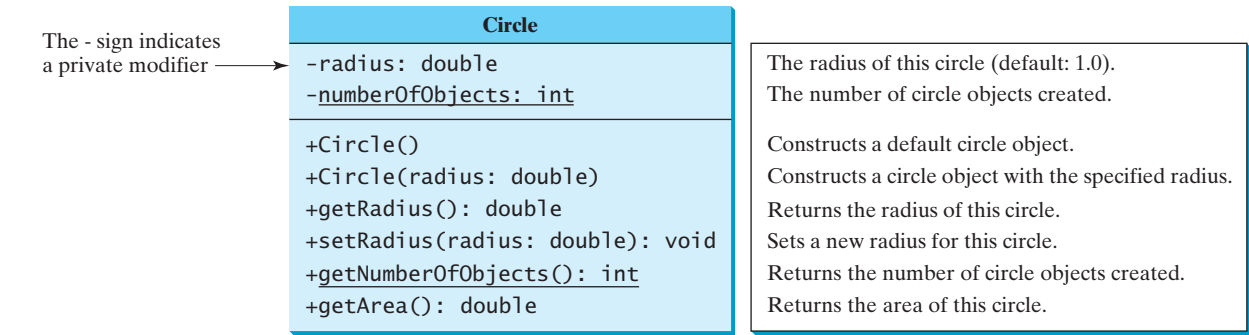 The - sign indicates
a private modifier
Circle
-radius: double
-numberOfObjects: int
+Circle()
+Circle(radius: double)
+getRadius(): double
+setRadius(radius: double): void
+getNumberOfObjects(): int
+getArea(): double
The radius of this circle (default: 1.0).
The number of circle objects created.
Constructs a default circle object.
Constructs a circle object with the specified radius.
Returns the radius of this circle.
Sets a new radius for this circle.
Returns the number of circle objects created.
Returns the area of this circle.